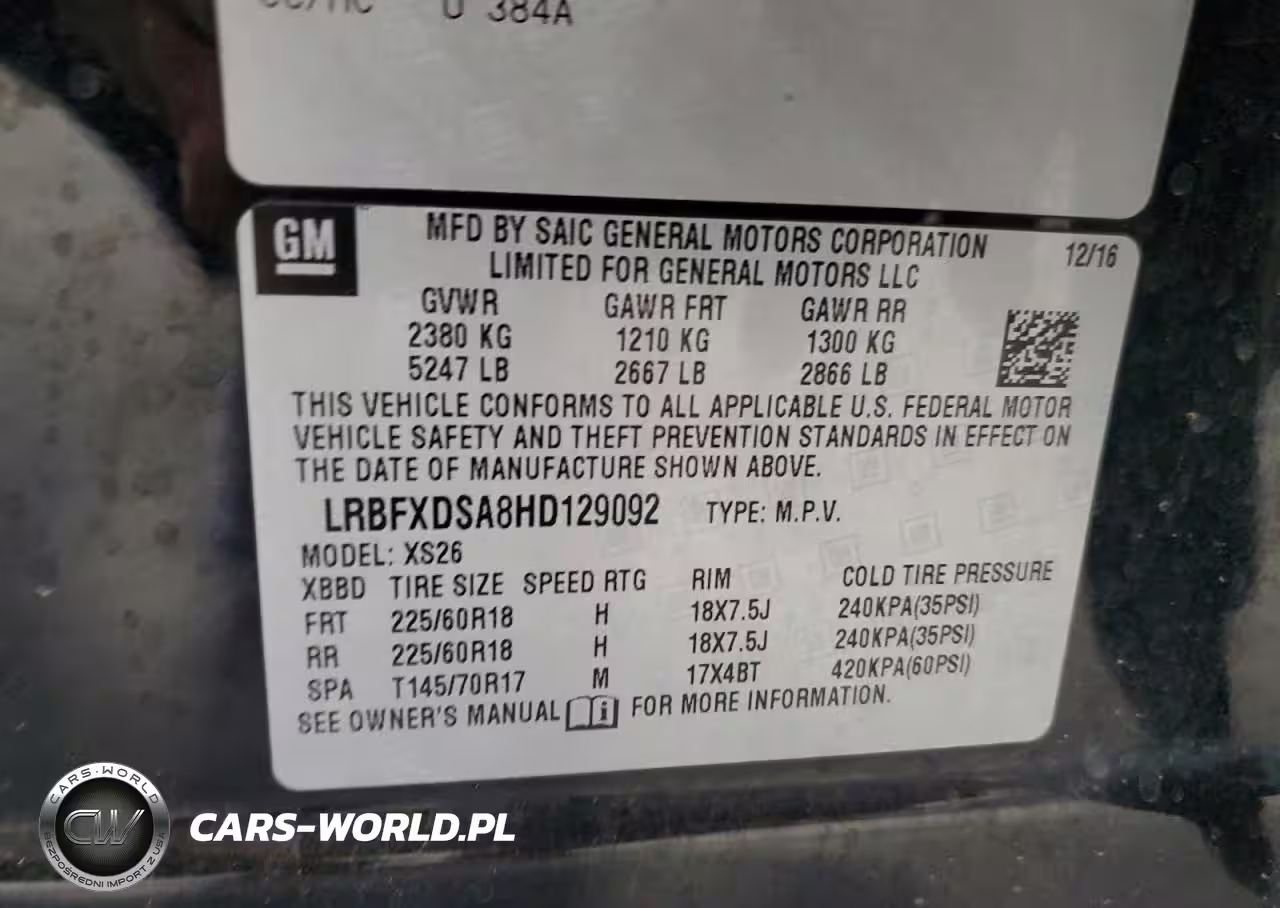 U 384A
GM
MFD BY SAIC GENERAL MOTORS CORPORATION 12/16
LIMITED FOR GENERAL MOTORS LLC
GVWR GAWR FRT GAWR RR
2380 KG 1210 KG 1300 KG
5247 LB 2667 LB 2866 LB
THIS VEHICLE CONFORMS TO ALL APPLICABLE U.S. FEDERAL MOTOR
VEHICLE SAFETY AND THEFT PREVENTION STANDARDS IN EFFECT ON
THE DATE OF MANUFACTURE SHOWN ABOVE.
LRBFXDSA8HD129092 TYPE: M.P.V.
MODEL: XS26
XBBD TIRE SIZE SPEED RTG RIM COLD TIRE PRESSURE
FRT 225/60R18 H 18X7.5J 240KPA(35PSI)
RR 225/60R18 H 18X7.5J 240KPA(35PSI)
SPA T145/70R17 M 17X4BT 420KPA(60PSI)
SEE OWNER'S MANUAL FOR MORE INFORMATION.
CARS-WORLD
CW
BEZPOŚREDNI IMPORT Z USA
CARS-WORLD.PL